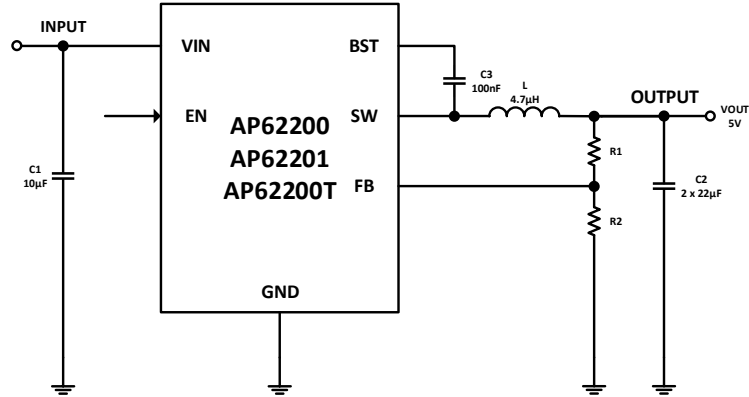 INPUT
VIN
BST
C3
100nF
L
4.7µH
OUTPUT
VOUT
5V
EN
SW
AP62200
AP62201
AP62200T
R1
C1
10µF
FB
C2
2 x 22µF
R2
GND